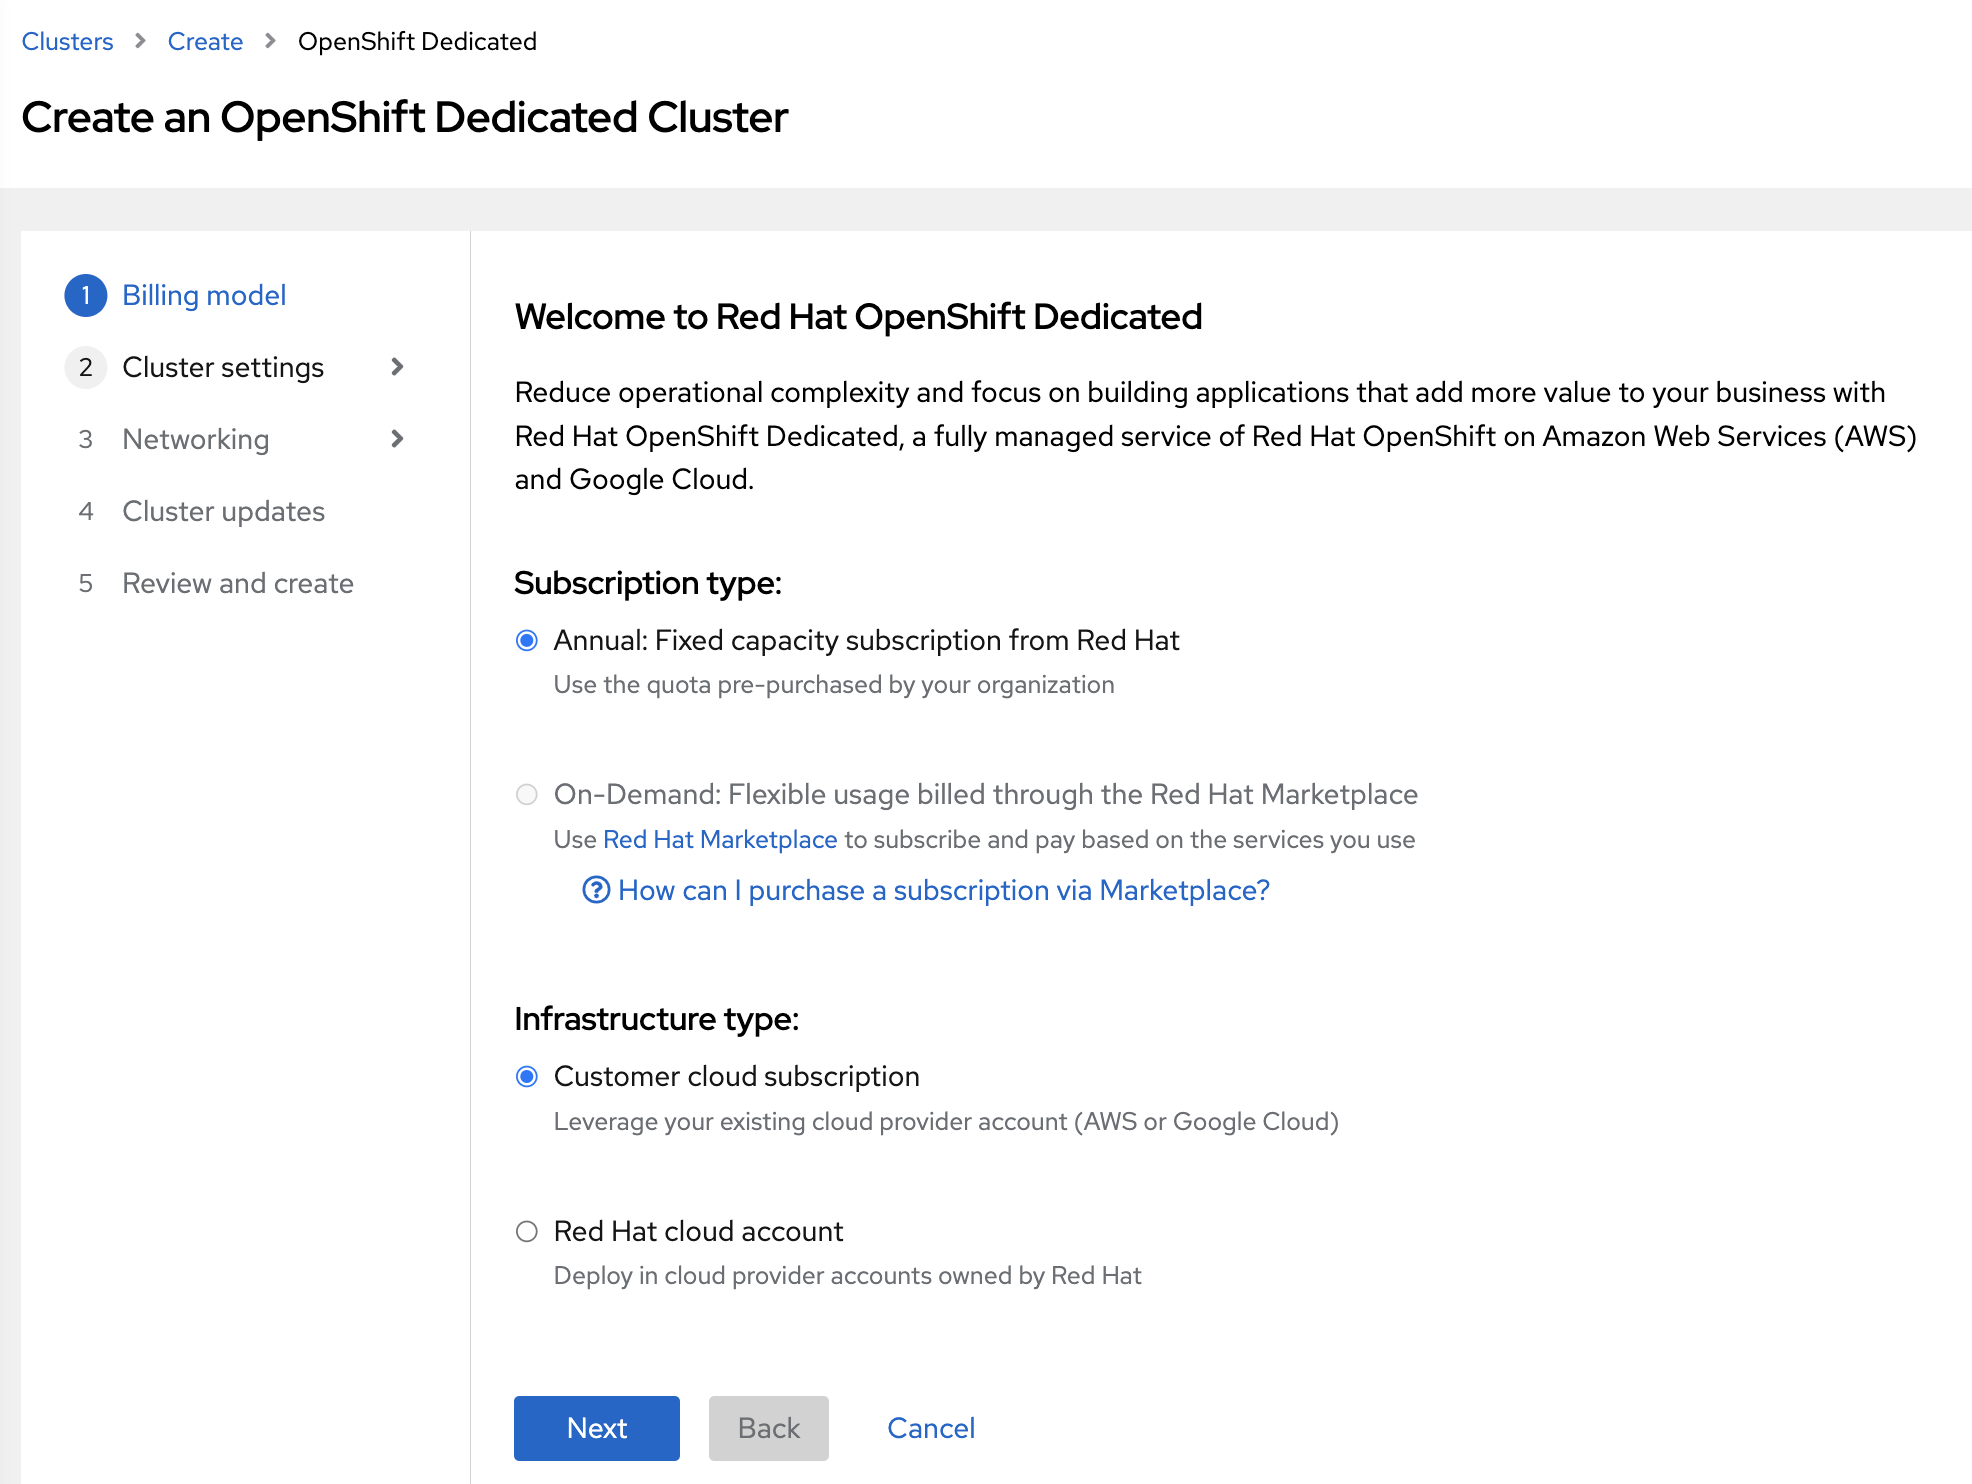 Clusters > Create > OpenShift Dedicated
Create an OpenShift Dedicated Cluster
1 Billing model
2 Cluster settings >
3 Networking >
4 Cluster updates
5 Review and create
Welcome to Red Hat OpenShift Dedicated
Reduce operational complexity and focus on building applications that add more value to your business with
Red Hat OpenShift Dedicated, a fully managed service of Red Hat OpenShift on Amazon Web Services (AWS)
and Google Cloud.
Subscription type:
Annual: Fixed capacity subscription from Red Hat
Use the quota pre-purchased by your organization
On-Demand: Flexible usage billed through the Red Hat Marketplace
Use Red Hat Marketplace to subscribe and pay based on the services you use
? How can I purchase a subscription via Marketplace?
Infrastructure type:
Customer cloud subscription
Leverage your existing cloud provider account (AWS or Google Cloud)
Red Hat cloud account
Deploy in cloud provider accounts owned by Red Hat
Next Back Cancel